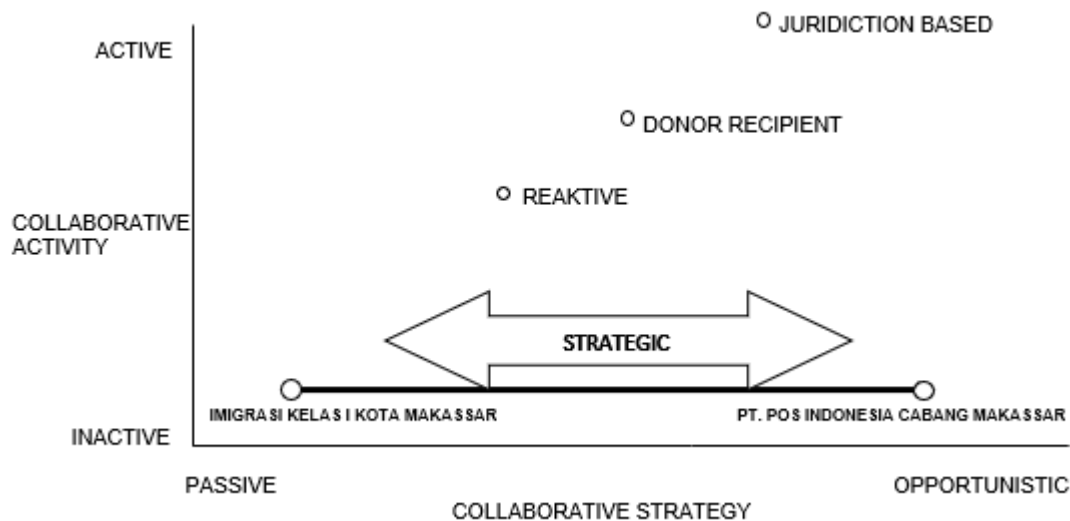 JURIDICTION BASED
ACTIVE
DONOR RECIPIENT
REAKTIVE
COLLABORATIVE
ACTIVITY
STRATEGIC
IMIGRASI KELAS I KOTA MAKASSAR
PT. POS INDONESIA CABANG MAKASSAR
INACTIVE
PASSIVE
OPPORTUNISTIC
COLLABORATIVE STRATEGY